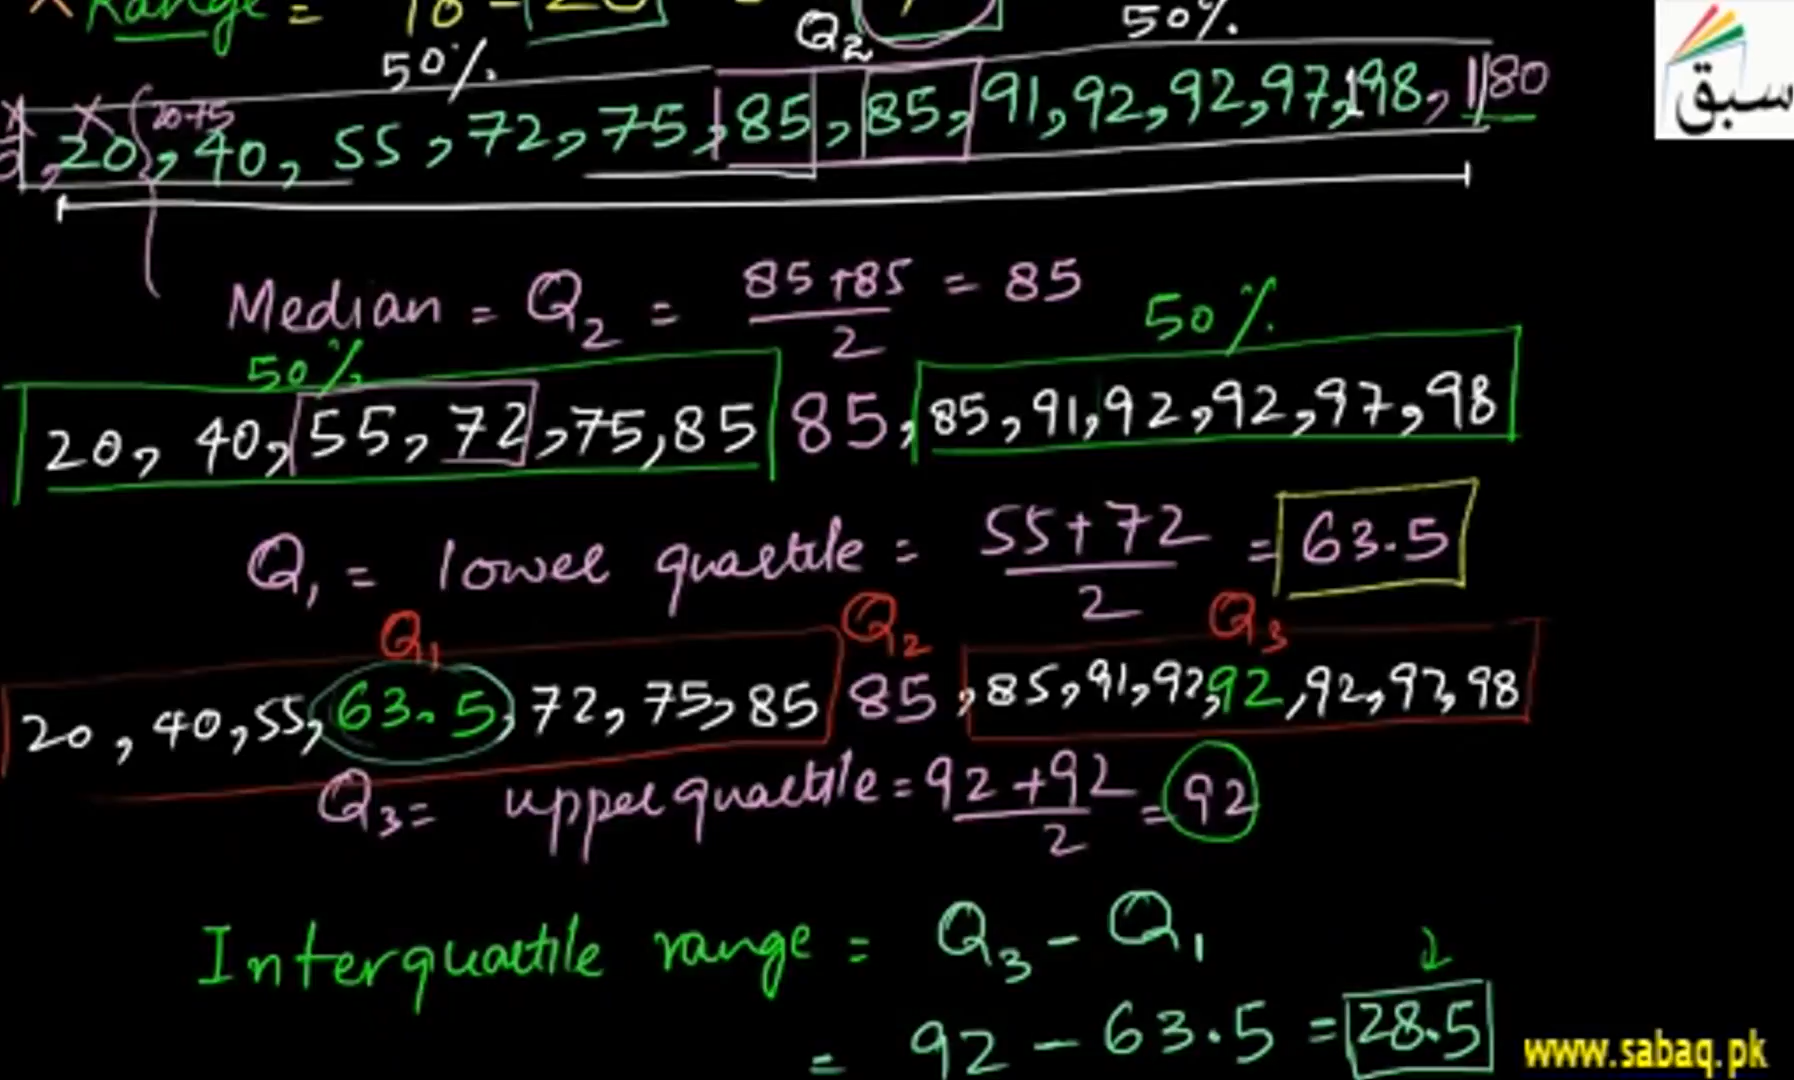 Range =
50%. Q2 50%.
20-75
20, 40, 55, 72, 75, 85, 85, 91, 92, 92, 97, 98, 180
سبق
Median = Q2 = 85+85/2 = 85
50% 50%
20, 40, 55, 72, 75, 85 85, 85, 91, 92, 92, 97, 98
Q1 = lower quartile = 55+72/2 = 63.5
Q1 Q2 Q3
20, 40, 55, 63.5, 72, 75, 85 85, 85, 91, 92, 92, 92, 97, 98
Q3 = upper quartile = 92+92/2 = 92
Interquartile range = Q3 - Q1
= 92 - 63.5 = 28.5
www.sabaq.pk